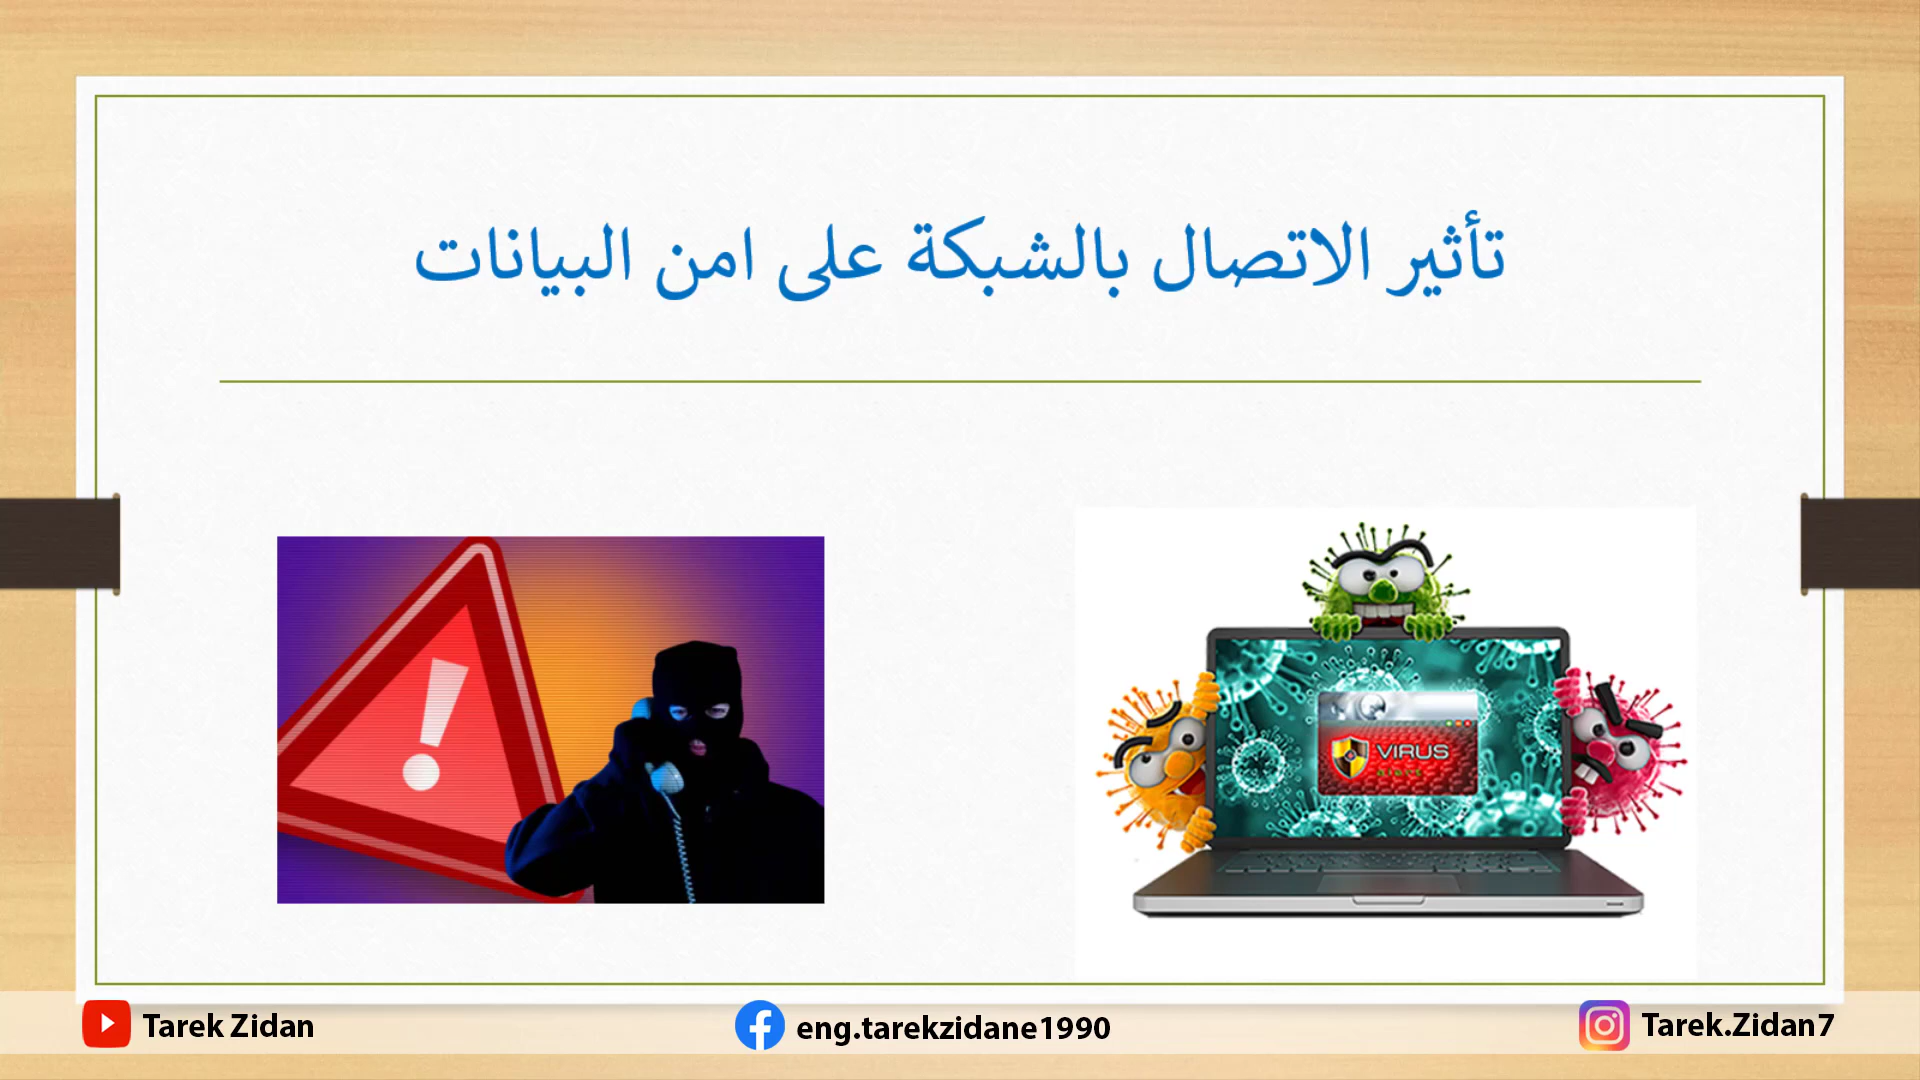 تأثير الاتصال بالشبكة على امن البيانات
VIRUS
Tarek Zidan
eng.tarekzidane1990
Tarek.Zidan7